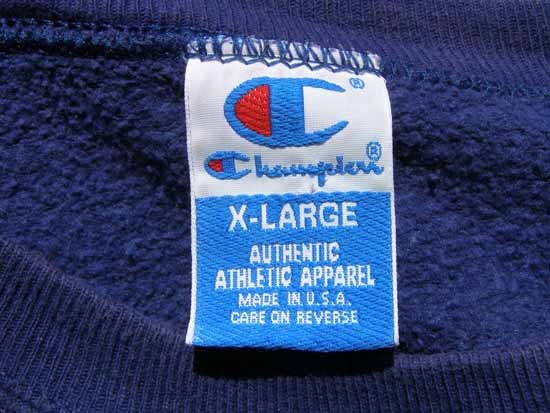 C®
Champion®
X-LARGE
AUTHENTIC
ATHLETIC APPAREL
MADE IN U.S.A.
CARE ON REVERSE